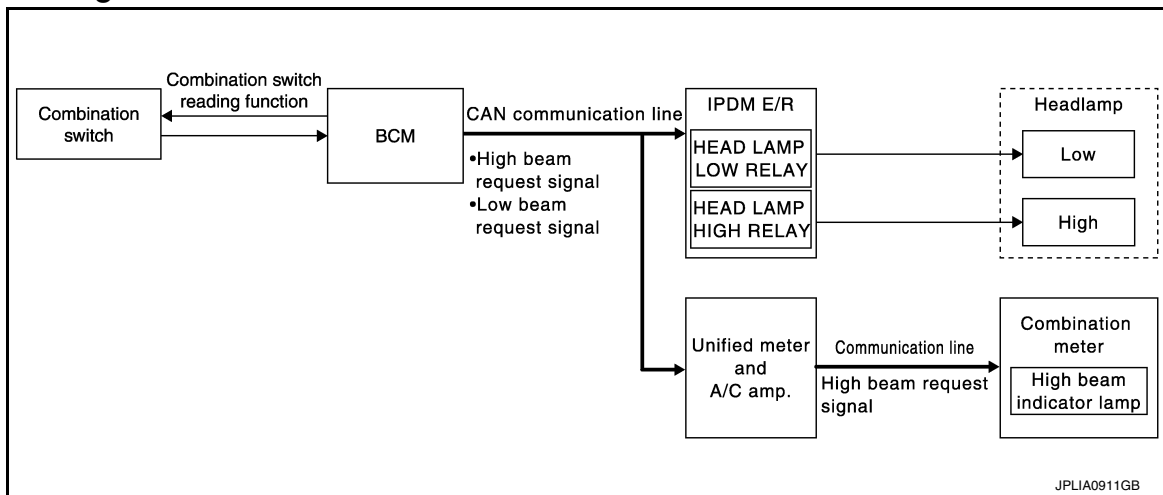 Combination switch
reading function
Combination
switch
BCM
CAN communication line
•High beam
request signal
•Low beam
request signal
IPDM E/R
HEAD LAMP
LOW RELAY
HEAD LAMP
HIGH RELAY
Headlamp
Low
High
Unified meter
and
A/C amp.
Communication line
High beam request
signal
Combination
meter
High beam
indicator lamp
JPLIA0911GB